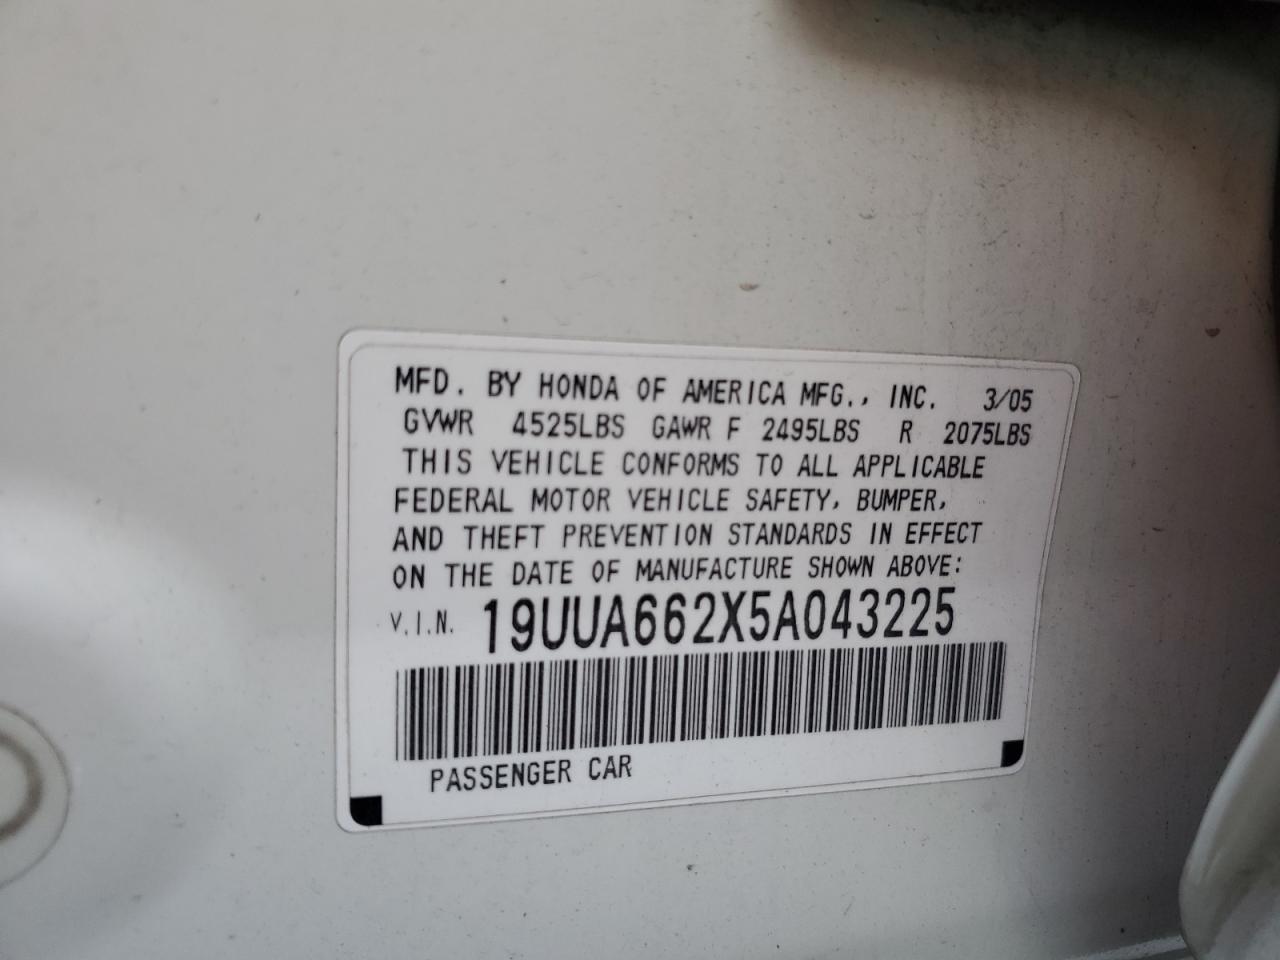 MFD. BY HONDA OF AMERICA MFG., INC. 3/05
GVWR 4525LBS GAWR F 2495LBS R 2075LBS
THIS VEHICLE CONFORMS TO ALL APPLICABLE
FEDERAL MOTOR VEHICLE SAFETY, BUMPER,
AND THEFT PREVENTION STANDARDS IN EFFECT
ON THE DATE OF MANUFACTURE SHOWN ABOVE:
V.I.N. 19UUA662X5A043225
PASSENGER CAR